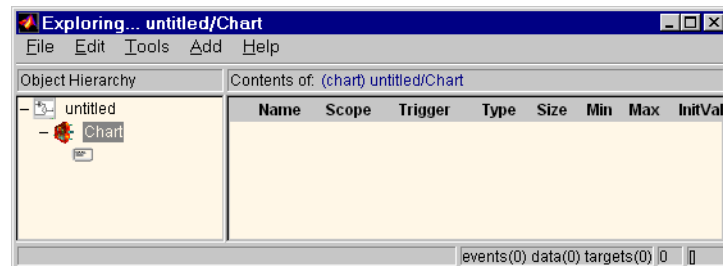 Exploring... untitled/Chart
File Edit Tools Add Help
Object Hierarchy
Contents of: (chart) untitled/Chart
untitled
Chart
Name Scope Trigger Type Size Min Max InitVal
events(0) data(0) targets(0) 0 []